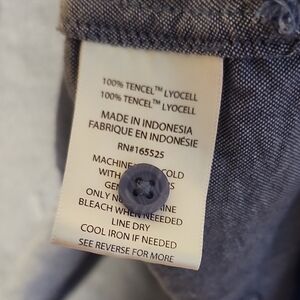 100% TENCEL™ LYOCELL
100% TENCEL™ LYOCELL
MADE IN INDONESIA
FABRIQUE EN INDONÉSIE
RN#165525
MACHINE COLD
WITH
ONLY
BLEACH WHEN NEEDED
LINE DRY
COOL IRON IF NEEDED
SEE REVERSE FOR MORE